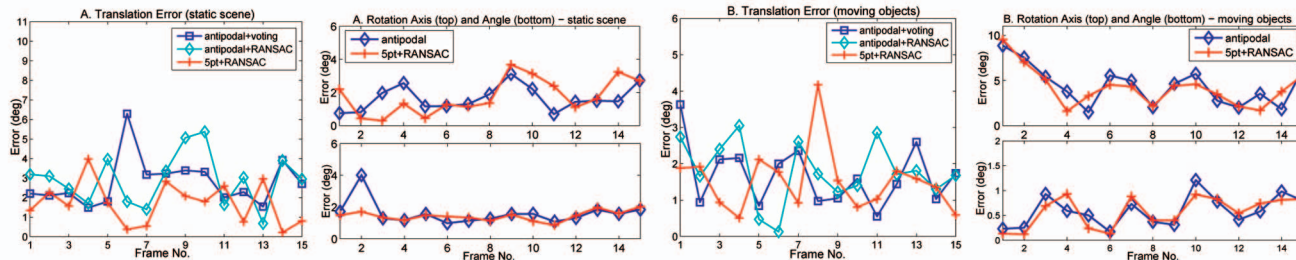 A. Translation Error (static scene)
antipodal+voting
antipodal+RANSAC
5pt+RANSAC
Error (deg)
11
10
9
8
7
6
5
4
3
2
1
0
1 3 5 7 9 11 13 15
Frame No.
A. Rotation Axis (top) and Angle (bottom) − static scene
antipodal
5pt+RANSAC
Error (deg)
6
4
2
0
2 4 6 8 10 12 14
Error (deg)
6
4
2
0
2 4 6 8 10 12 14
Frame No.
B. Translation Error (moving objects)
antipodal+voting
antipodal+RANSAC
5pt+RANSAC
Error (deg)
6
5
4
3
2
1
0
1 3 5 7 9 11 13 15
Frame No.
B. Rotation Axis (top) and Angle (bottom) − moving objects
antipodal
5pt+RANSAC
Error (deg)
10
5
0
2 4 6 8 10 12 14
Error (deg)
2
1.5
1
0.5
0
2 4 6 8 10 12 14
Frame No.